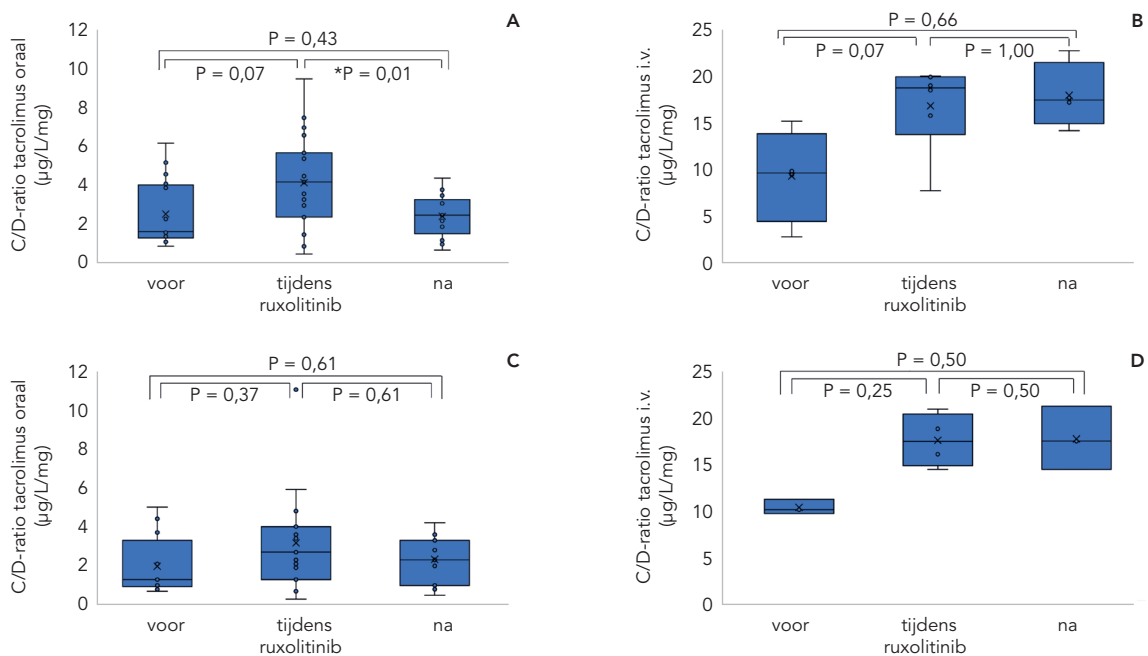 A
C/D-ratio tacrolimus oraal
(µg/L/mg)
12
10
8
6
4
2
0
P = 0,43
P = 0,07
*P = 0,01
voor
tijdens
ruxolitinib
na
B
C/D-ratio tacrolimus i.v.
(µg/L/mg)
25
20
15
10
5
0
P = 0,66
P = 0,07
P = 1,00
voor
tijdens
ruxolitinib
na
C
C/D-ratio tacrolimus oraal
(µg/L/mg)
12
10
8
6
4
2
0
P = 0,61
P = 0,37
P = 0,61
voor
tijdens
ruxolitinib
na
D
C/D-ratio tacrolimus i.v.
(µg/L/mg)
25
20
15
10
5
0
P = 0,50
P = 0,25
P = 0,50
voor
tijdens
ruxolitinib
na